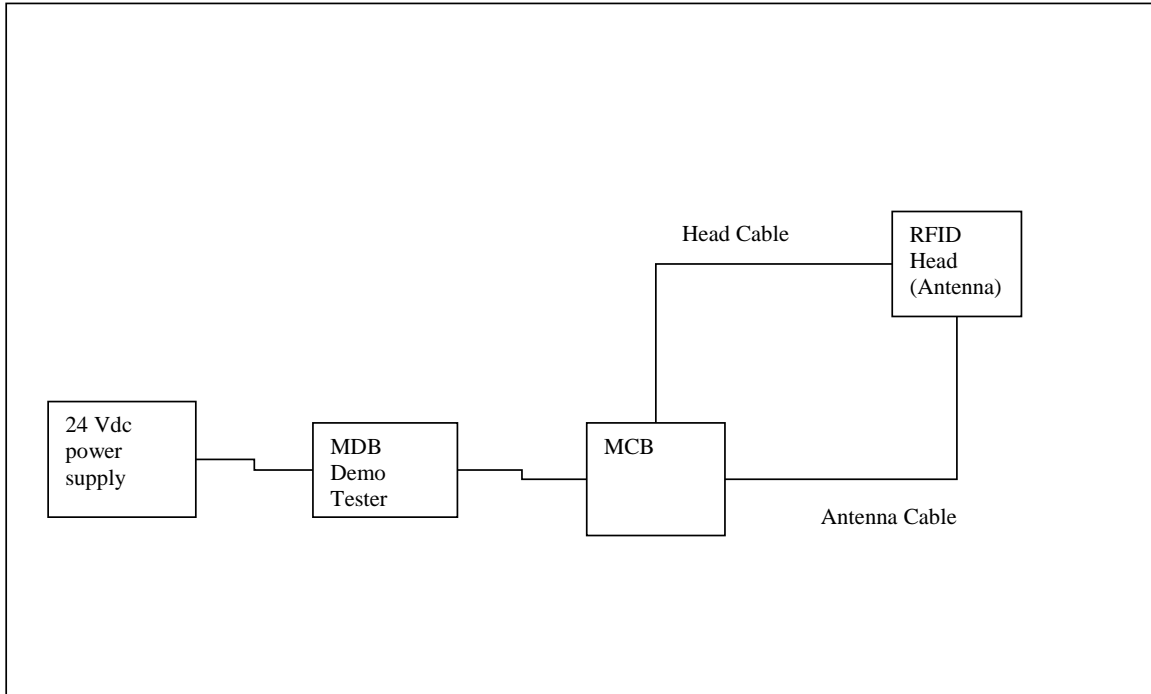 Head Cable
RFID
Head
(Antenna)
24 Vdc
power
supply
MDB
Demo
Tester
MCB
Antenna Cable